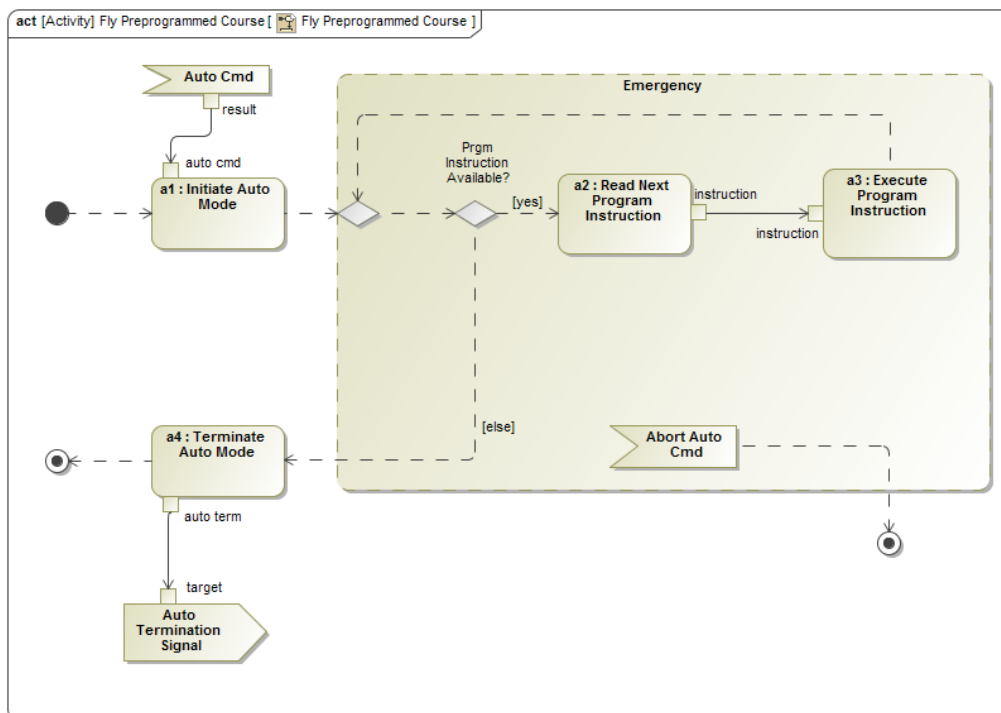 act [Activity] Fly Preprogrammed Course [ Fly Preprogrammed Course ]
Auto Cmd
result
auto cmd
a1 : Initiate Auto
Mode
Emergency
Prgm
Instruction
Available?
[yes]
a2 : Read Next
Program
Instruction
instruction
instruction
a3 : Execute
Program
Instruction
[else]
a4 : Terminate
Auto Mode
Abort Auto
Cmd
auto term
target
Auto
Termination
Signal